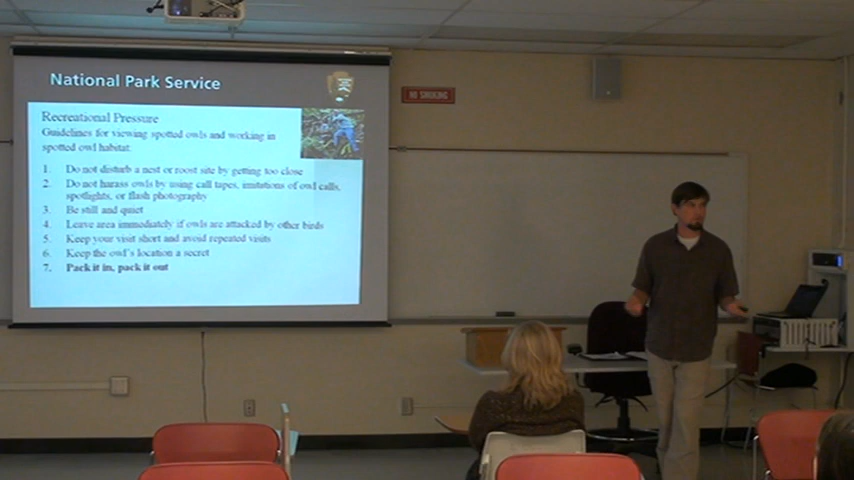 National Park Service
NO SMOKING
Recreational Pressure
Guidelines for viewing spotted owls and working in
spotted owl habitat:
1. Do not disturb a nest or roost site by getting too close
2. Do not harass owls by using call tapes, imitations of owl calls,
spotlights, or flash photography
3. Be still and quiet
4. Leave area immediately if owls are attacked by other birds
5. Keep your visit short and avoid repeated visits
6. Keep the owl's location a secret
7. Pack it in, pack it out